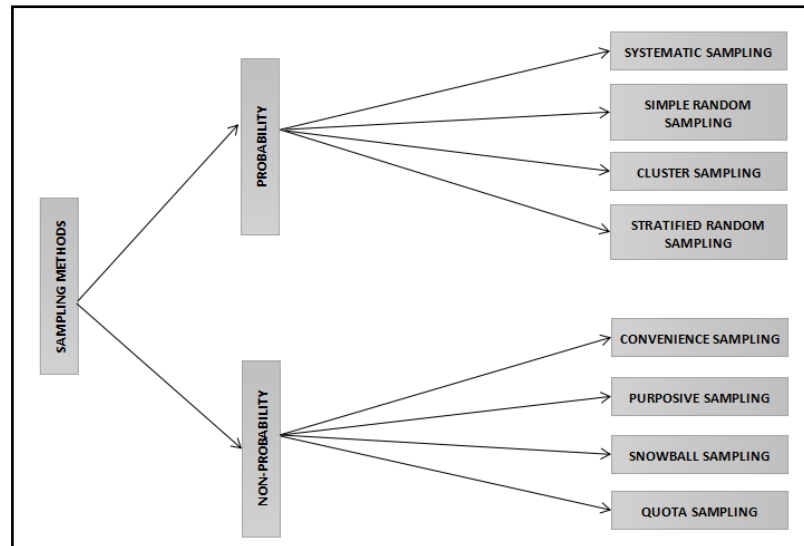 SAMPLING METHODS
PROBABILITY
SYSTEMATIC SAMPLING
SIMPLE RANDOM
SAMPLING
CLUSTER SAMPLING
STRATIFIED RANDOM
SAMPLING
NON-PROBABILITY
CONVENIENCE SAMPLING
PURPOSIVE SAMPLING
SNOWBALL SAMPLING
QUOTA SAMPLING